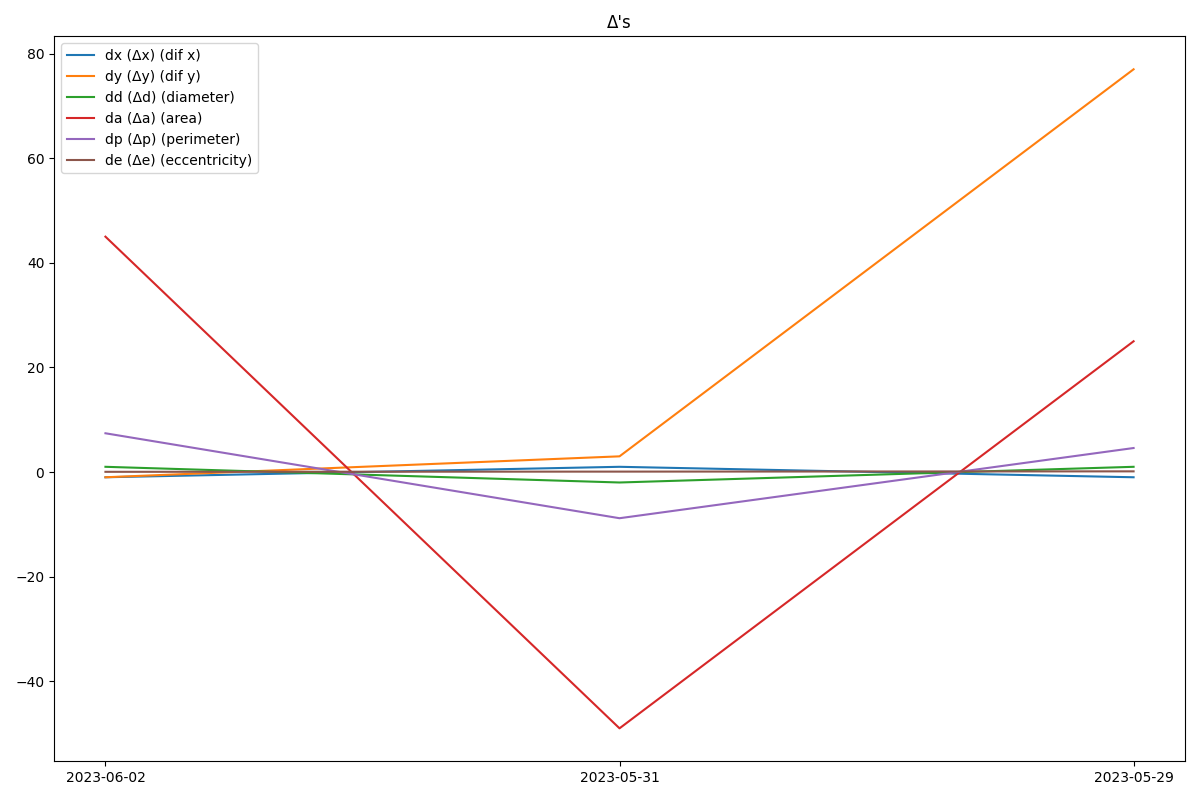 Δ's
dx (Δx) (dif x)
dy (Δy) (dif y)
dd (Δd) (diameter)
da (Δa) (area)
dp (Δp) (perimeter)
de (Δe) (eccentricity)
80
60
40
20
0
−20
−40
2023-06-02 2023-05-31 2023-05-29